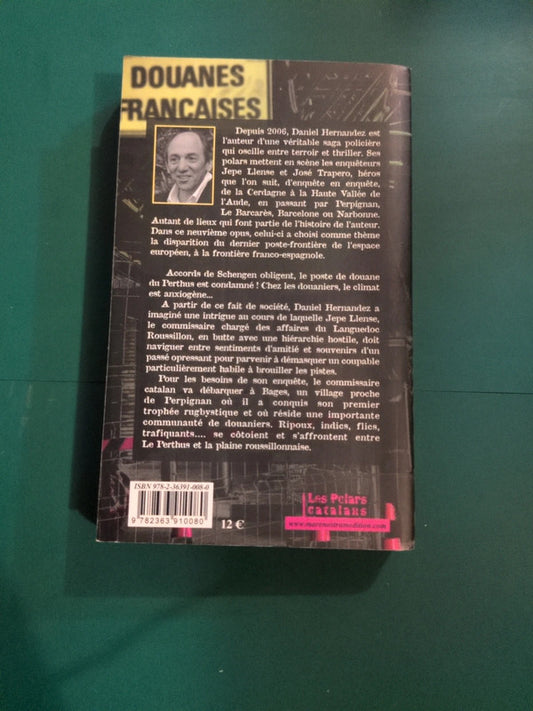 DOUANES
FRANÇAISES
Depuis 2006, Daniel Hernandez est
l'auteur d'une véritable saga policière
qui oscille entre terroir et thriller. Ses
polars mettent en scène les enquêteurs
Jepe Llense et José Trapero, héros
que l'on suit, d'enquête en enquête,
de la Cerdagne à la Haute Vallée de
l'Aude, en passant par Perpignan,
Le Barcarès, Barcelone ou Narbonne.
Autant de lieux qui font partie de l'histoire de l'auteur.
Dans ce neuvième opus, celui-ci a choisi comme thème
la disparition du dernier poste-frontière de l'espace
européen, à la frontière franco-espagnole.
Accords de Schengen obligent, le poste de douane
du Perthus est condamné ! Chez les douaniers, le climat
est anxiogène...
A partir de ce fait de société, Daniel Hernandez a
imaginé une intrigue au cours de laquelle Jepe Llense,
le commissaire chargé des affaires du Languedoc
Roussillon, en butte avec une hiérarchie hostile, doit
naviguer entre sentiments d'amitié et souvenirs d'un
passé opressant pour parvenir à démasquer un coupable
particulièrement habile à brouiller les pistes.
Pour les besoins de son enquête, le commissaire
catalan va débarquer à Bages, un village proche
de Perpignan où il a conquis son premier
trophée rugbystique et où réside une importante
communauté de douaniers. Ripoux, indics, flics,
trafiquants.... se côtoient et s'affrontent entre
Le Perthus et la plaine roussillonnaise.
ISBN 978-2-36391-008-0
9 782363 910080
12 €
Les Polars
catalans
www.marenostrumedition.com